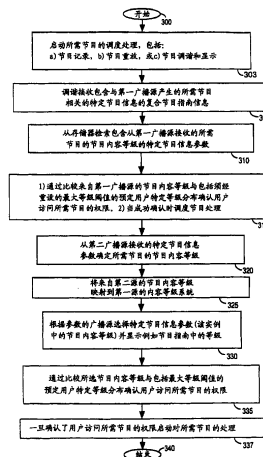 开始
300
启动所需节目的调度处理，包括：
a)节目记录，b)节目重放，或c)节目调谐和显示
303
调谐接收包含与第一广播源产生的所需节目
相关的特定节目信息的复合节目指南信息
从存储器检索包含从第一广播源接收的所需
节目的节目内容等级的特定节目信息参数
310
1)通过比较来自第一广播源的节目内容等级与包括须经
重设的最大等级阈值的预定用户特定等级分布确认用户
访问所需节目的权限，2)当成功确认时调度节目处理
从第二广播源接收的特定节目信息
参数确定所需节目的节目内容等级
320
将来自第二源的节目内容等级
映射到第一源的内容等级系统
325
根据参数的广播源选择特定节目信息参数(该实例
中的节目内容等级)并显示例如节目指南中的等级
330
通过比较所选节目内容等级与包括最大等级阈值的
预定用户特定等级分布确认用户访问所需节目的权限
335
一旦确认了用户访问所需节目的权限启动对所需节目的处理
337
340
结束